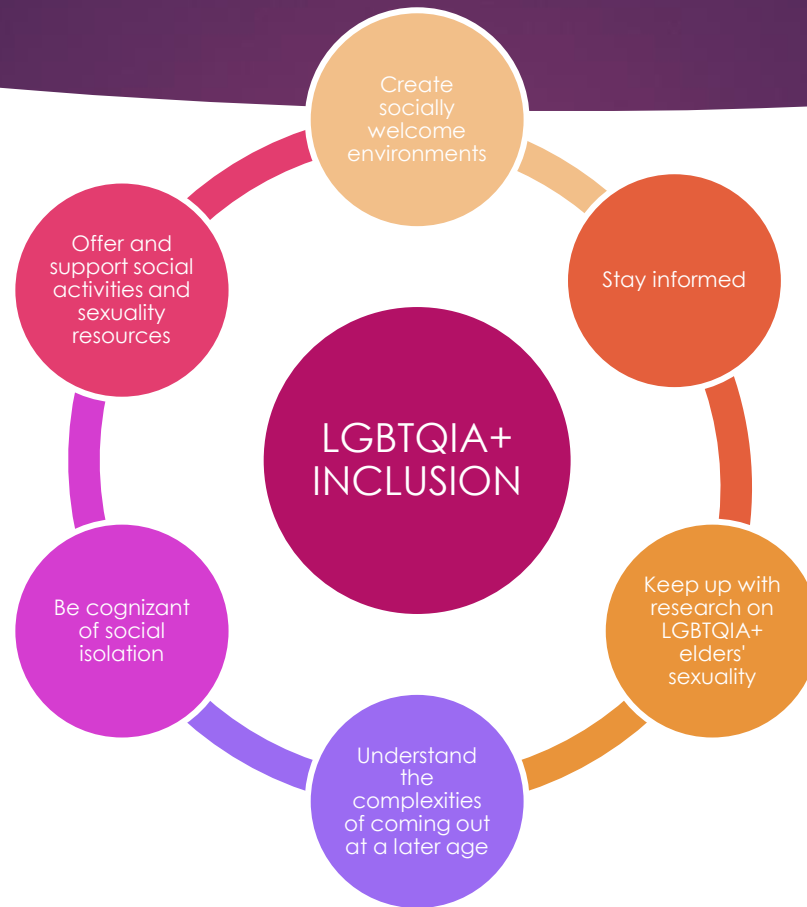 Create
socially
welcome
environments
Stay informed
Keep up with
research on
LGBTQIA+
elders'
sexuality
Understand
the
complexities
of coming out
at a later age
Be cognizant
of social
isolation
Offer and
support social
activities and
sexuality
resources
LGBTQIA+
INCLUSION